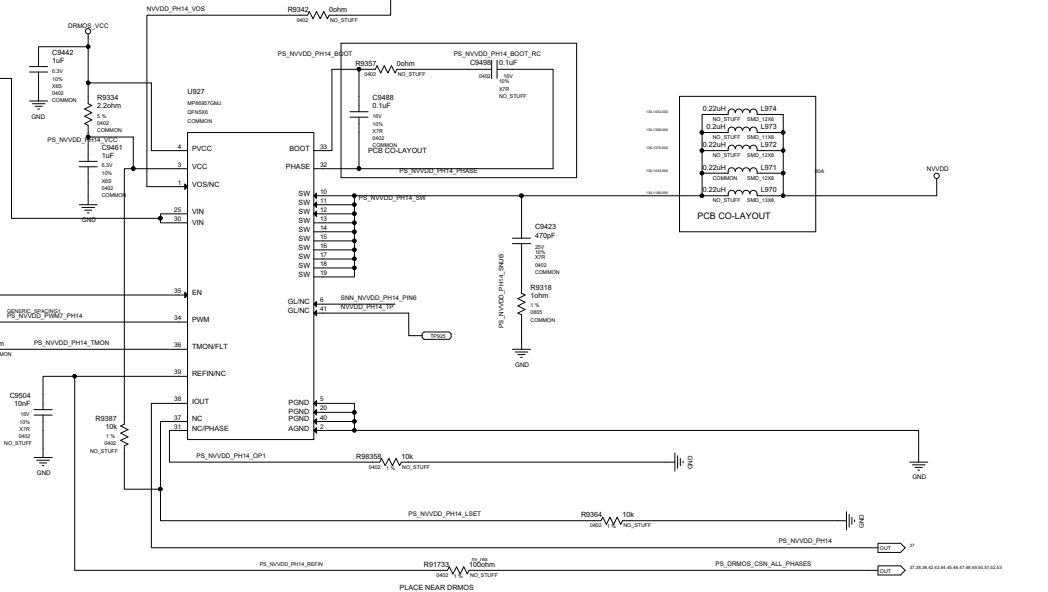 NVVDD_PH14_VOS
R9342
0ohm
0402
NO_STUFF
DRMOS_VCC
C9442
1uF
6.3V
10%
X6S
0402
COMMON
GND
R9334
2.2ohm
5 %
0402
COMMON
PS_NVVDD_PH14_VCC
C9461
1uF
6.3V
10%
X6S
0402
COMMON
GND
U927
MP86957GMJ
QFN5X6
COMMON
PS_NVVDD_PH14_BOOT
R9357
0ohm
0402
NO_STUFF
PS_NVVDD_PH14_BOOT_RC
C9498
0.1uF
0402
16V
10%
X7R
NO_STUFF
C9488
0.1uF
16V
10%
X7R
0402
COMMON
PCB CO-LAYOUT
PS_NVVDD_PH14_PHASE
4 PVCC
3 VCC
1 VOS/NC
25 VIN
30 VIN
35 EN
34 PWM
36 TMON/FLT
39 REFIN/NC
38 IOUT
37 NC
31 NC/PHASE
BOOT 33
PHASE 32
SW 10
SW 11
SW 12
SW 13
SW 14
SW 15
SW 16
SW 17
SW 18
SW 19
GL/NC 6
GL/NC 41
PGND 5
PGND 20
PGND 40
AGND 2
PS_NVVDD_PH14_SW
SNN_NVVDD_PH14_PIN6
NVVDD_PH14_TP
TP925
C9423
470pF
25V
10%
X7R
0402
COMMON
PS_NVVDD_PH14_SNUB
R9318
1ohm
1 %
0805
COMMON
GND
0.22uH L974
NO_STUFF SMD_12X6
0.2uH L973
NO_STUFF SMD_11X8
0.22uH L972
NO_STUFF SMD_12X8
0.22uH L971
COMMON SMD_12X8
0.22uH L970
NO_STUFF SMD_13X8
PCB CO-LAYOUT
NVVDD
GENERIC_SPACING1
PS_NVVDD_PWM7_PH14
PS_NVVDD_PH14_TMON
C9504
10nF
16V
10%
X7R
0402
NO_STUFF
GND
R9387
10k
1 %
0402
NO_STUFF
PS_NVVDD_PH14_OP1
R98358
10k
0402
1 %
NO_STUFF
GND
GND
PS_NVVDD_PH14_LSET
R9364
10k
0402
1 %
NO_STUFF
GND
PS_NVVDD_PH14
OUT
37
PS_NVVDD_PH14_REFIN
nv_res
R91733
100ohm
0402
1 %
NO_STUFF
PS_DRMOS_CSN_ALL_PHASES
OUT
PLACE NEAR DRMOS